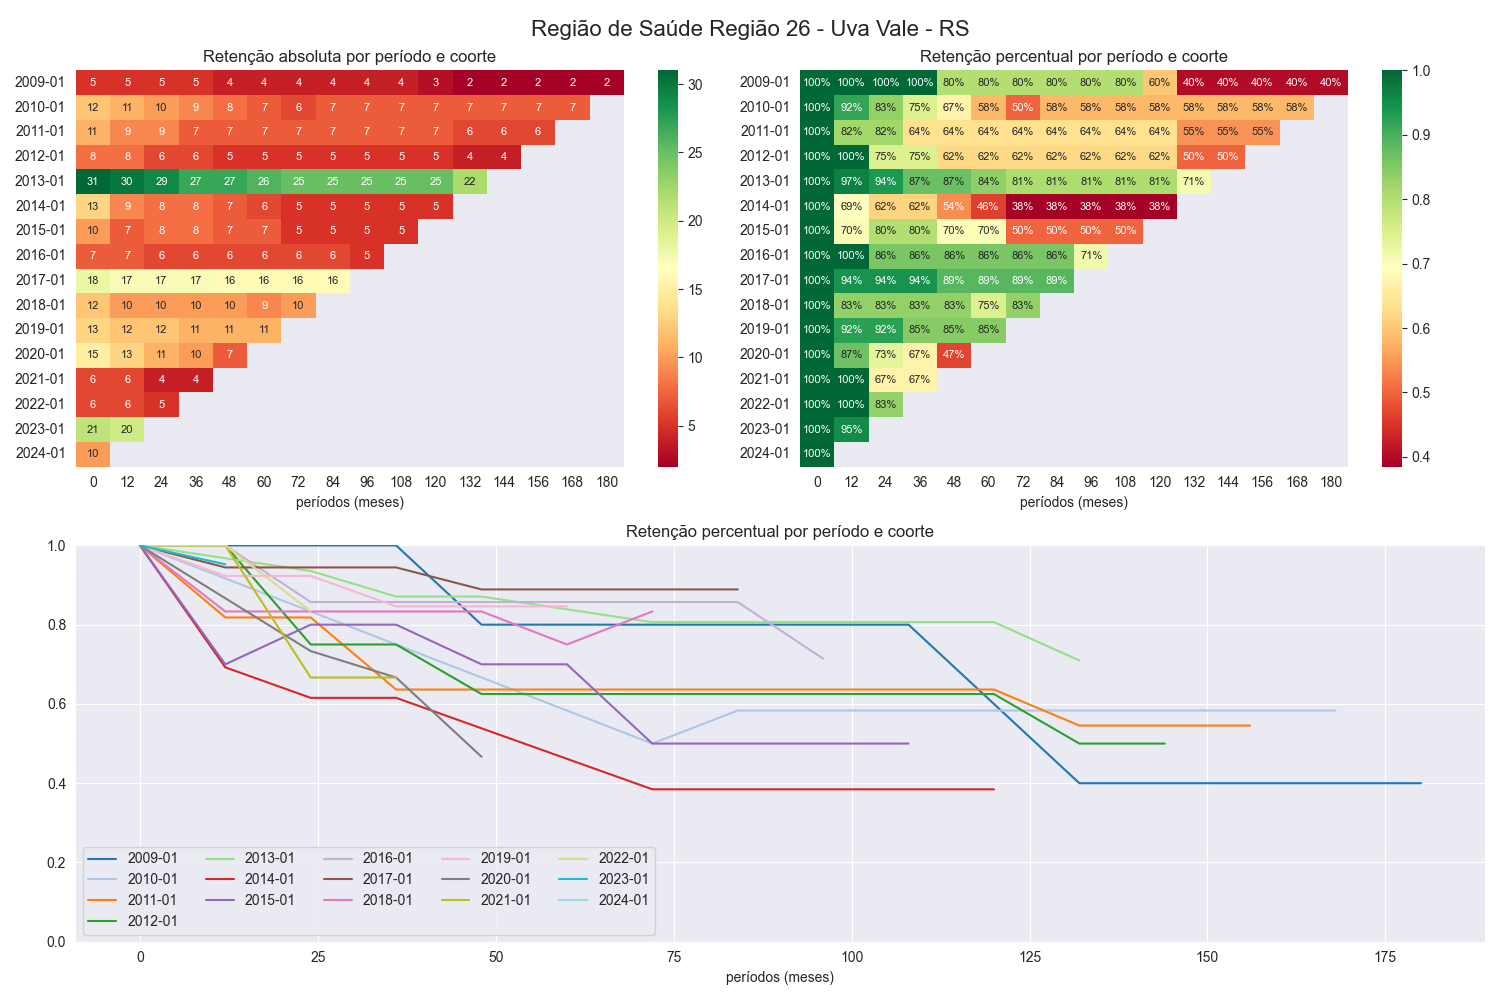 Região de Saúde Região 26 - Uva Vale - RS
Retenção absoluta por período e coorte
2009-01 5 5 5 5 4 4 4 4 4 4 3 2 2 2 2 2
2010-01 12 11 10 9 8 7 6 7 7 7 7 7 7 7 7
2011-01 11 9 9 7 7 7 7 7 7 7 7 6 6 6
2012-01 8 8 6 6 5 5 5 5 5 5 5 4 4
2013-01 31 30 29 27 27 26 25 25 25 25 25 22
2014-01 13 9 8 8 7 6 5 5 5 5 5
2015-01 10 7 8 8 7 7 5 5 5 5
2016-01 7 7 6 6 6 6 6 6 5
2017-01 18 17 17 17 16 16 16 16
2018-01 12 10 10 10 10 9 10
2019-01 13 12 12 11 11 11
2020-01 15 13 11 10 7
2021-01 6 6 4 4
2022-01 6 6 5
2023-01 21 20
2024-01 10
0 12 24 36 48 60 72 84 96 108 120 132 144 156 168 180
períodos (meses)
30
25
20
15
10
5
Retenção percentual por período e coorte
2009-01 100% 100% 100% 100% 80% 80% 80% 80% 80% 80% 60% 40% 40% 40% 40% 40%
2010-01 100% 92% 83% 75% 67% 58% 50% 58% 58% 58% 58% 58% 58% 58% 58%
2011-01 100% 82% 82% 64% 64% 64% 64% 64% 64% 64% 64% 55% 55% 55%
2012-01 100% 100% 75% 75% 62% 62% 62% 62% 62% 62% 62% 50% 50%
2013-01 100% 97% 94% 87% 87% 84% 81% 81% 81% 81% 81% 71%
2014-01 100% 69% 62% 62% 54% 46% 38% 38% 38% 38% 38%
2015-01 100% 70% 80% 80% 70% 70% 50% 50% 50% 50%
2016-01 100% 100% 86% 86% 86% 86% 86% 86% 71%
2017-01 100% 94% 94% 94% 89% 89% 89% 89%
2018-01 100% 83% 83% 83% 83% 75% 83%
2019-01 100% 92% 92% 85% 85% 85%
2020-01 100% 87% 73% 67% 47%
2021-01 100% 100% 67% 67%
2022-01 100% 100% 83%
2023-01 100% 95%
2024-01 100%
0 12 24 36 48 60 72 84 96 108 120 132 144 156 168 180
períodos (meses)
1.0
0.9
0.8
0.7
0.6
0.5
0.4
Retenção percentual por período e coorte
1.0
0.8
0.6
0.4
0.2
0.0
2009-01 2013-01 2016-01 2019-01 2022-01
2010-01 2014-01 2017-01 2020-01 2023-01
2011-01 2015-01 2018-01 2021-01 2024-01
2012-01
0 25 50 75 100 125 150 175
períodos (meses)